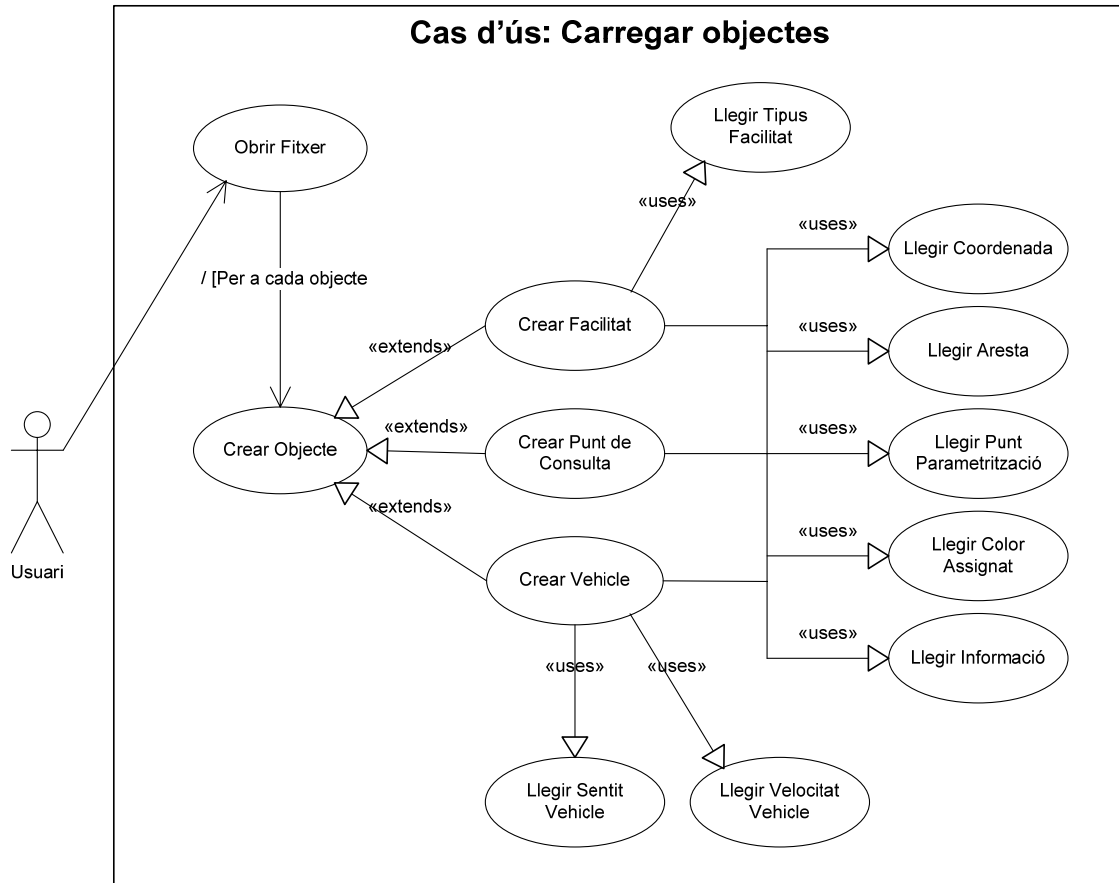 Cas d'ús: Carregar objectes
Obrir Fitxer
Llegir Tipus
Facilitat
«uses»
«uses»
Llegir Coordenada
/ [Per a cada objecte
Crear Facilitat
«uses»
Llegir Aresta
«extends»
Crear Objecte
«extends»
Crear Punt de
Consulta
«uses»
Llegir Punt
Parametrització
«extends»
Usuari
Crear Vehicle
«uses»
Llegir Color
Assignat
«uses»
Llegir Informació
«uses»
«uses»
Llegir Sentit
Vehicle
Llegir Velocitat
Vehicle